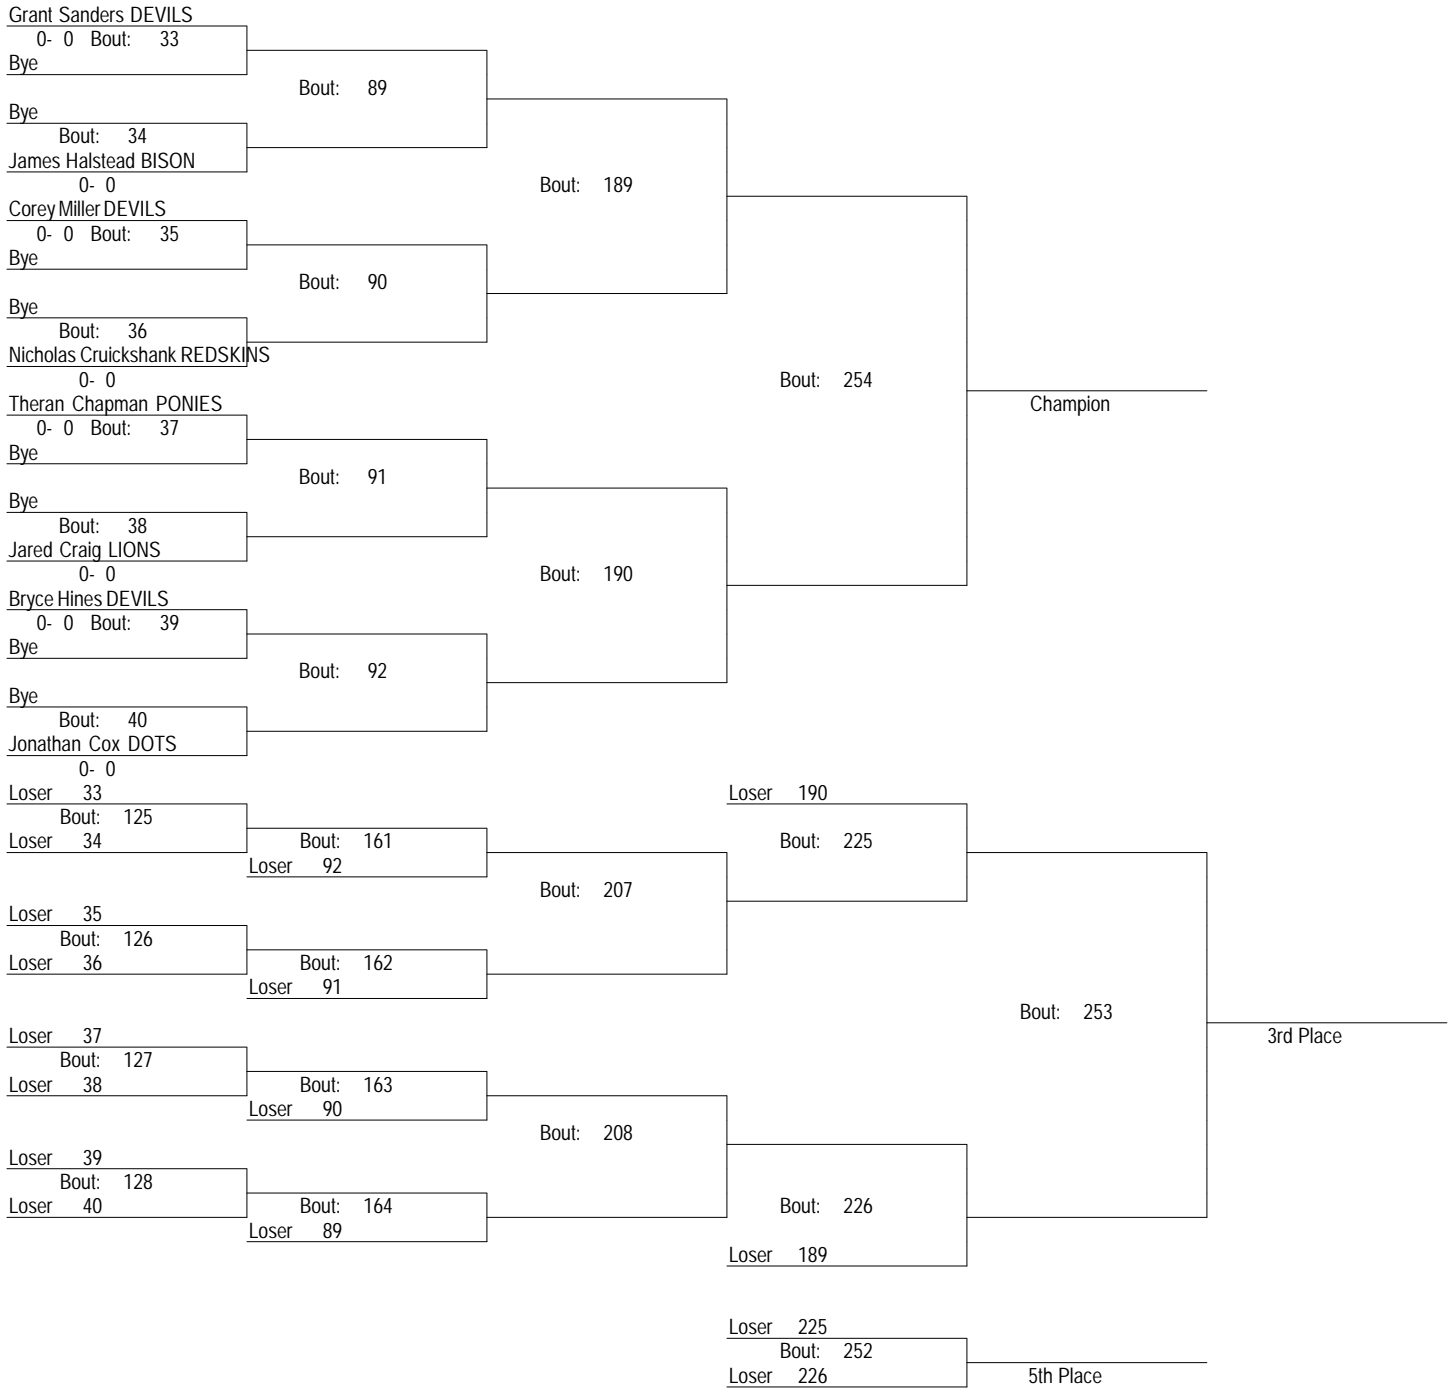 Grant Sanders DEVILS
0- 0 Bout: 33
Bye
Bout: 89
Bye
Bout: 34
James Halstead BISON
0- 0
Bout: 189
Corey Miller DEVILS
0- 0 Bout: 35
Bye
Bout: 90
Bye
Bout: 36
Nicholas Cruickshank REDSKINS
0- 0
Bout: 254
Champion
Theran Chapman PONIES
0- 0 Bout: 37
Bye
Bout: 91
Bye
Bout: 38
Jared Craig LIONS
0- 0
Bout: 190
Bryce Hines DEVILS
0- 0 Bout: 39
Bye
Bout: 92
Bye
Bout: 40
Jonathan Cox DOTS
0- 0
Loser 33
Loser 190
Bout: 125
Loser 34
Bout: 161
Bout: 225
Loser 92
Bout: 207
Loser 35
Bout: 126
Loser 36
Bout: 162
Loser 91
Bout: 253
Loser 37
3rd Place
Bout: 127
Loser 38
Bout: 163
Loser 90
Bout: 208
Loser 39
Bout: 128
Loser 40
Bout: 164
Bout: 226
Loser 89
Loser 189
Loser 225
Bout: 252
Loser 226
5th Place